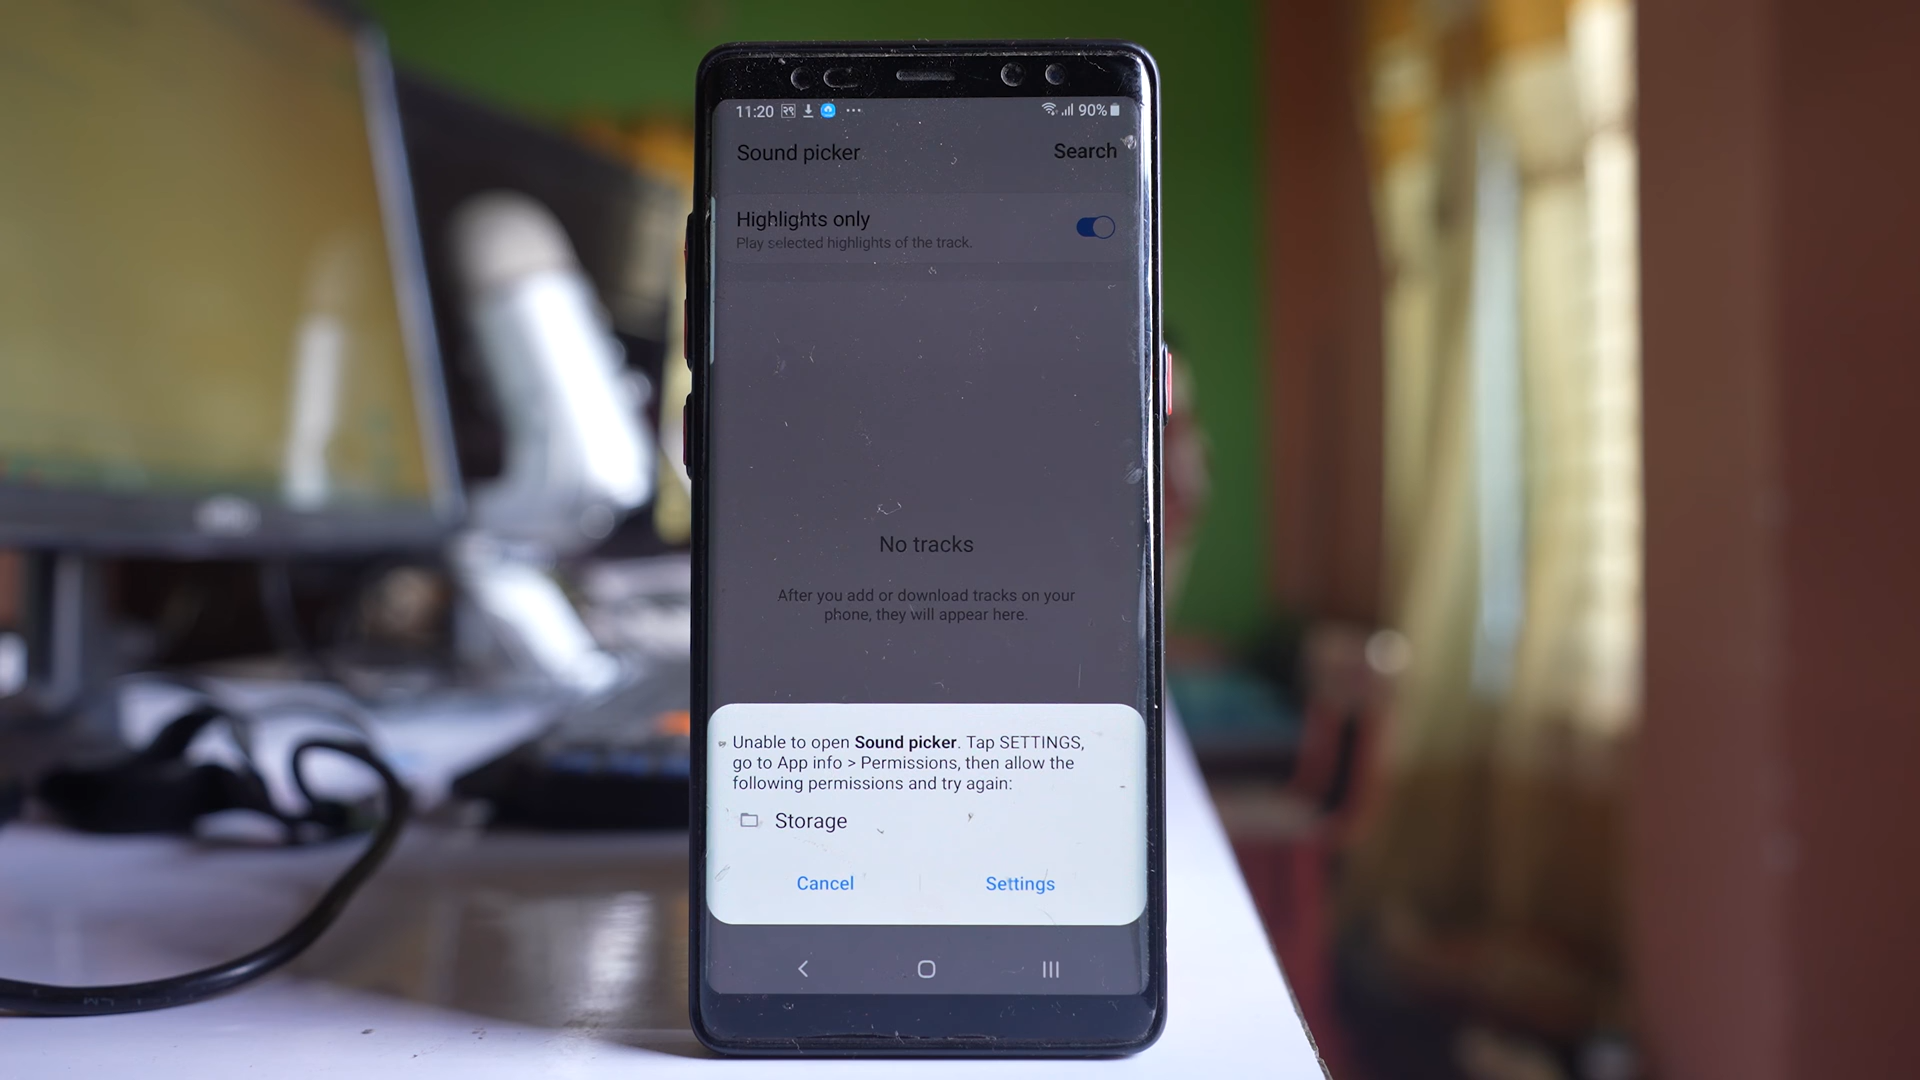 11:20 २९ ... 90%
Sound picker Search
Highlights only
Play selected highlights of the track.
No tracks
After you add or download tracks on your
phone, they will appear here.
Unable to open Sound picker. Tap SETTINGS,
go to App info > Permissions, then allow the
following permissions and try again:
Storage
Cancel Settings